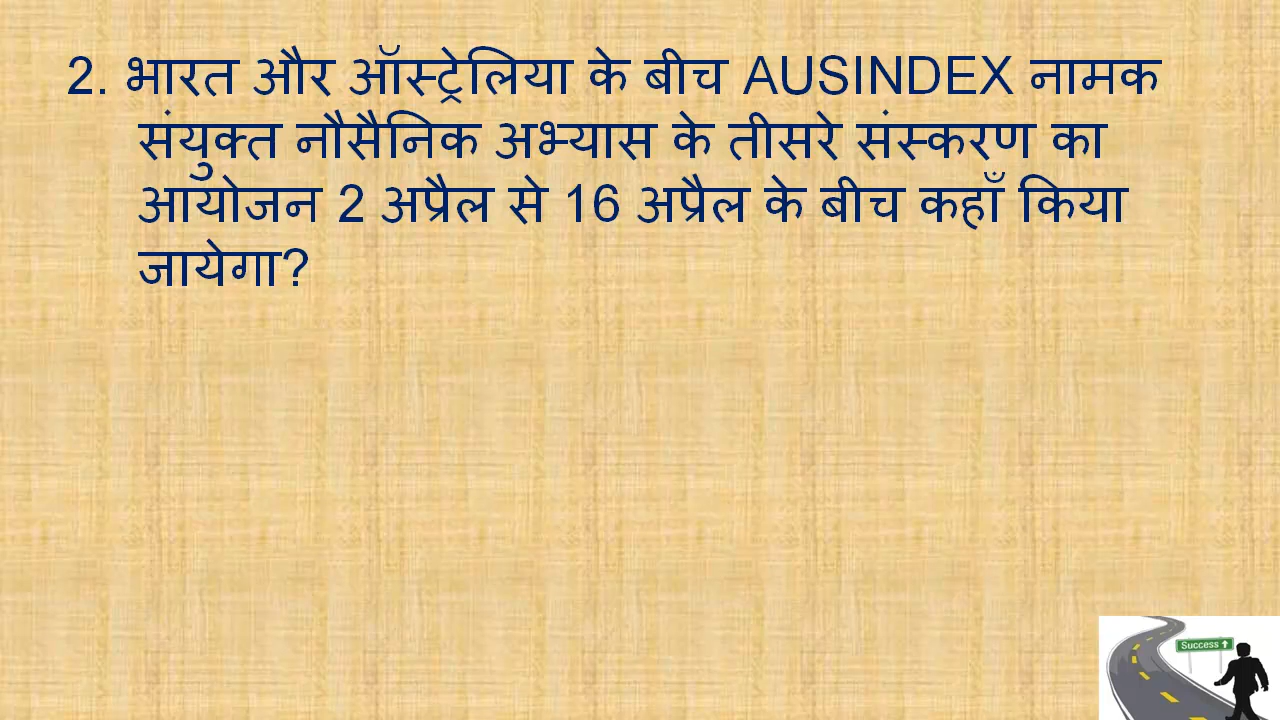 2. भारत और ऑस्ट्रेलिया के बीच AUSINDEX नामक
संयुक्त नौसैनिक अभ्यास के तीसरे संस्करण का
आयोजन 2 अप्रैल से 16 अप्रैल के बीच कहाँ किया
जायेगा?
Success ↑